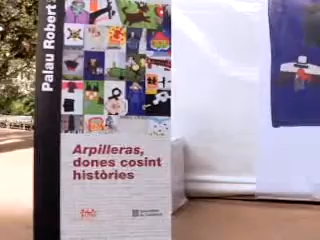 Palau Robert
Arpilleras,
dones cosint
històries